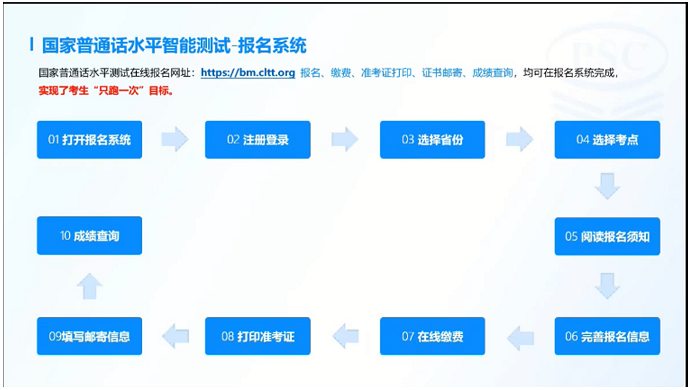 国家普通话水平智能测试-报名系统
国家普通话水平测试在线报名网址：https://bm.cltt.org 报名、缴费、准考证打印、证书邮寄、成绩查询，均可在报名系统完成，
实现了考生“只跑一次”目标。
PSC
01 打开报名系统
02 注册登录
03 选择省份
04 选择考点
05 阅读报名须知
06 完善报名信息
07 在线缴费
08 打印准考证
09填写邮寄信息
10 成绩查询